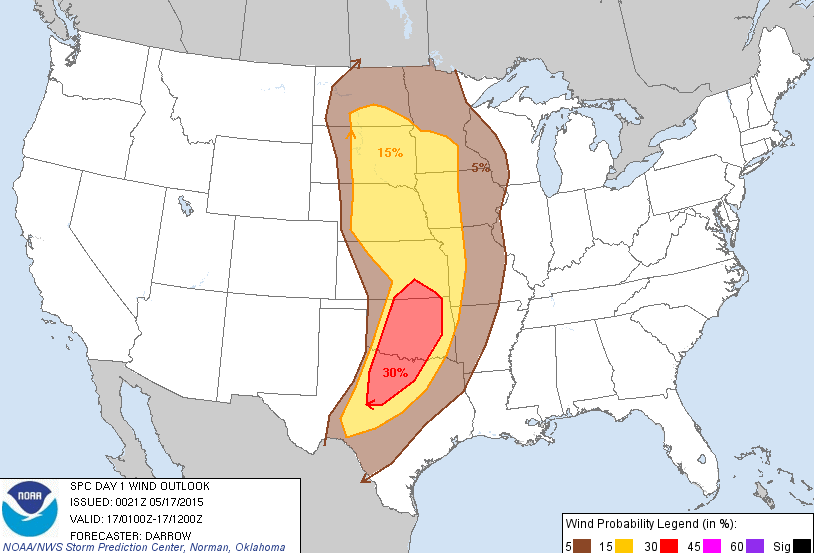 15%
5%
30%
NOAA
SPC DAY 1 WIND OUTLOOK
ISSUED: 0021Z 05/17/2015
VALID: 17/0100Z-17/1200Z
FORECASTER: DARROW
NOAA/NWS Storm Prediction Center, Norman, Oklahoma
Wind Probability Legend (in %):
5 15 30 45 60 Sig